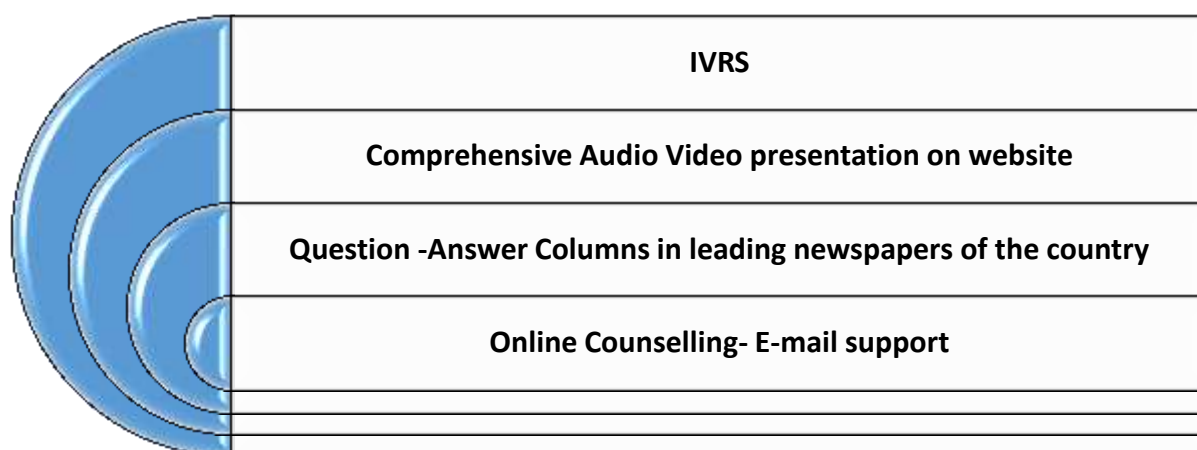 IVRS
Comprehensive Audio Video presentation on website
Question -Answer Columns in leading newspapers of the country
Online Counselling- E-mail support